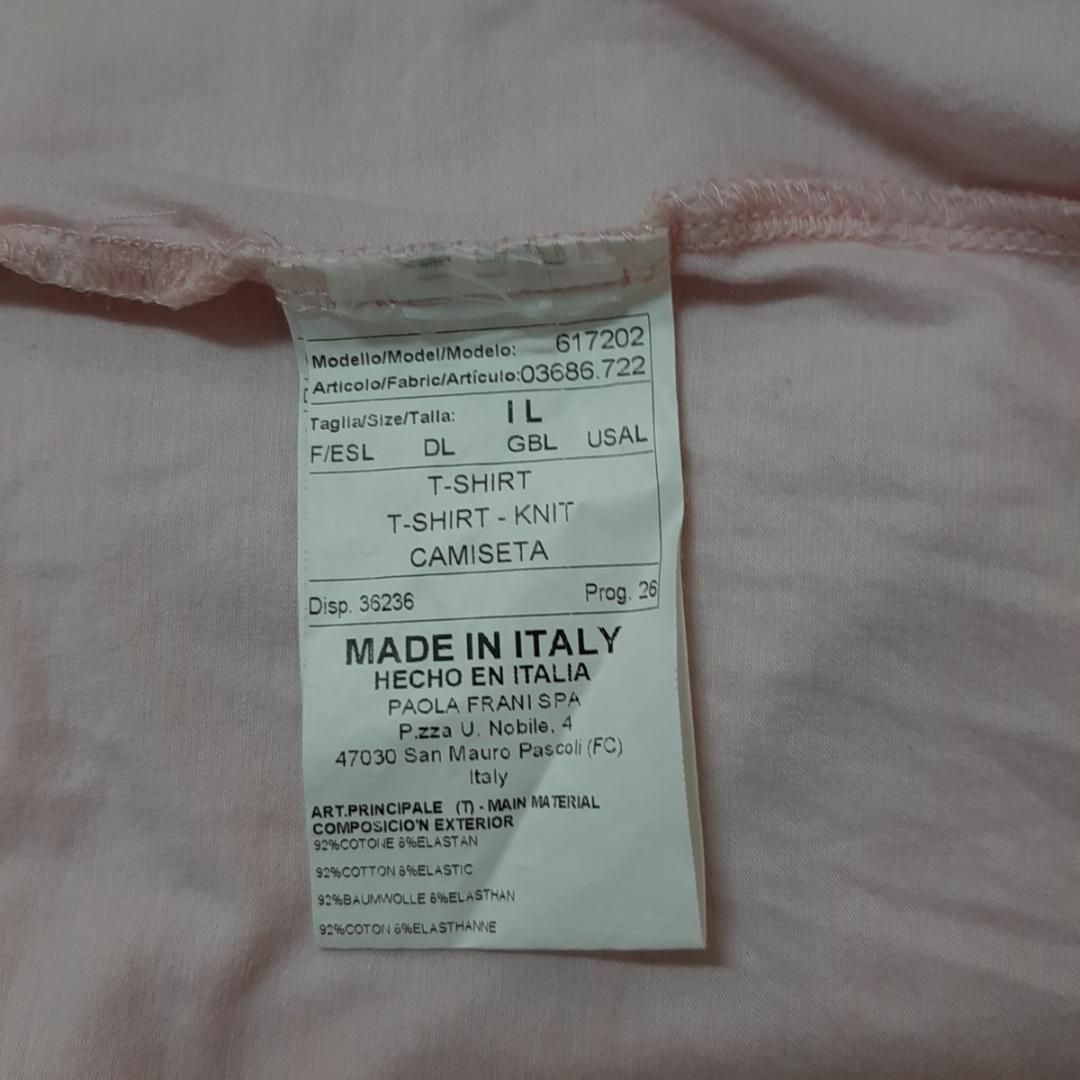 Modello/Model/Modelo: 617202
Articolo/Fabric/Artículo:03686.722
Taglia/Size/Talla: I L
F/ESL DL GBL USAL
T-SHIRT
T-SHIRT - KNIT
CAMISETA
Disp. 36236 Prog. 26
MADE IN ITALY
HECHO EN ITALIA
PAOLA FRANI SPA
P.zza U. Nobile, 4
47030 San Mauro Pascoli (FC)
Italy
ART.PRINCIPALE (T) - MAIN MATERIAL
COMPOSICIO'N EXTERIOR
92%COTONE 8%ELASTAN
92%COTTON 8%ELASTIC
92%BAUMWOLLE 8%ELASTHAN
92%COTON 8%ELASTHANNE